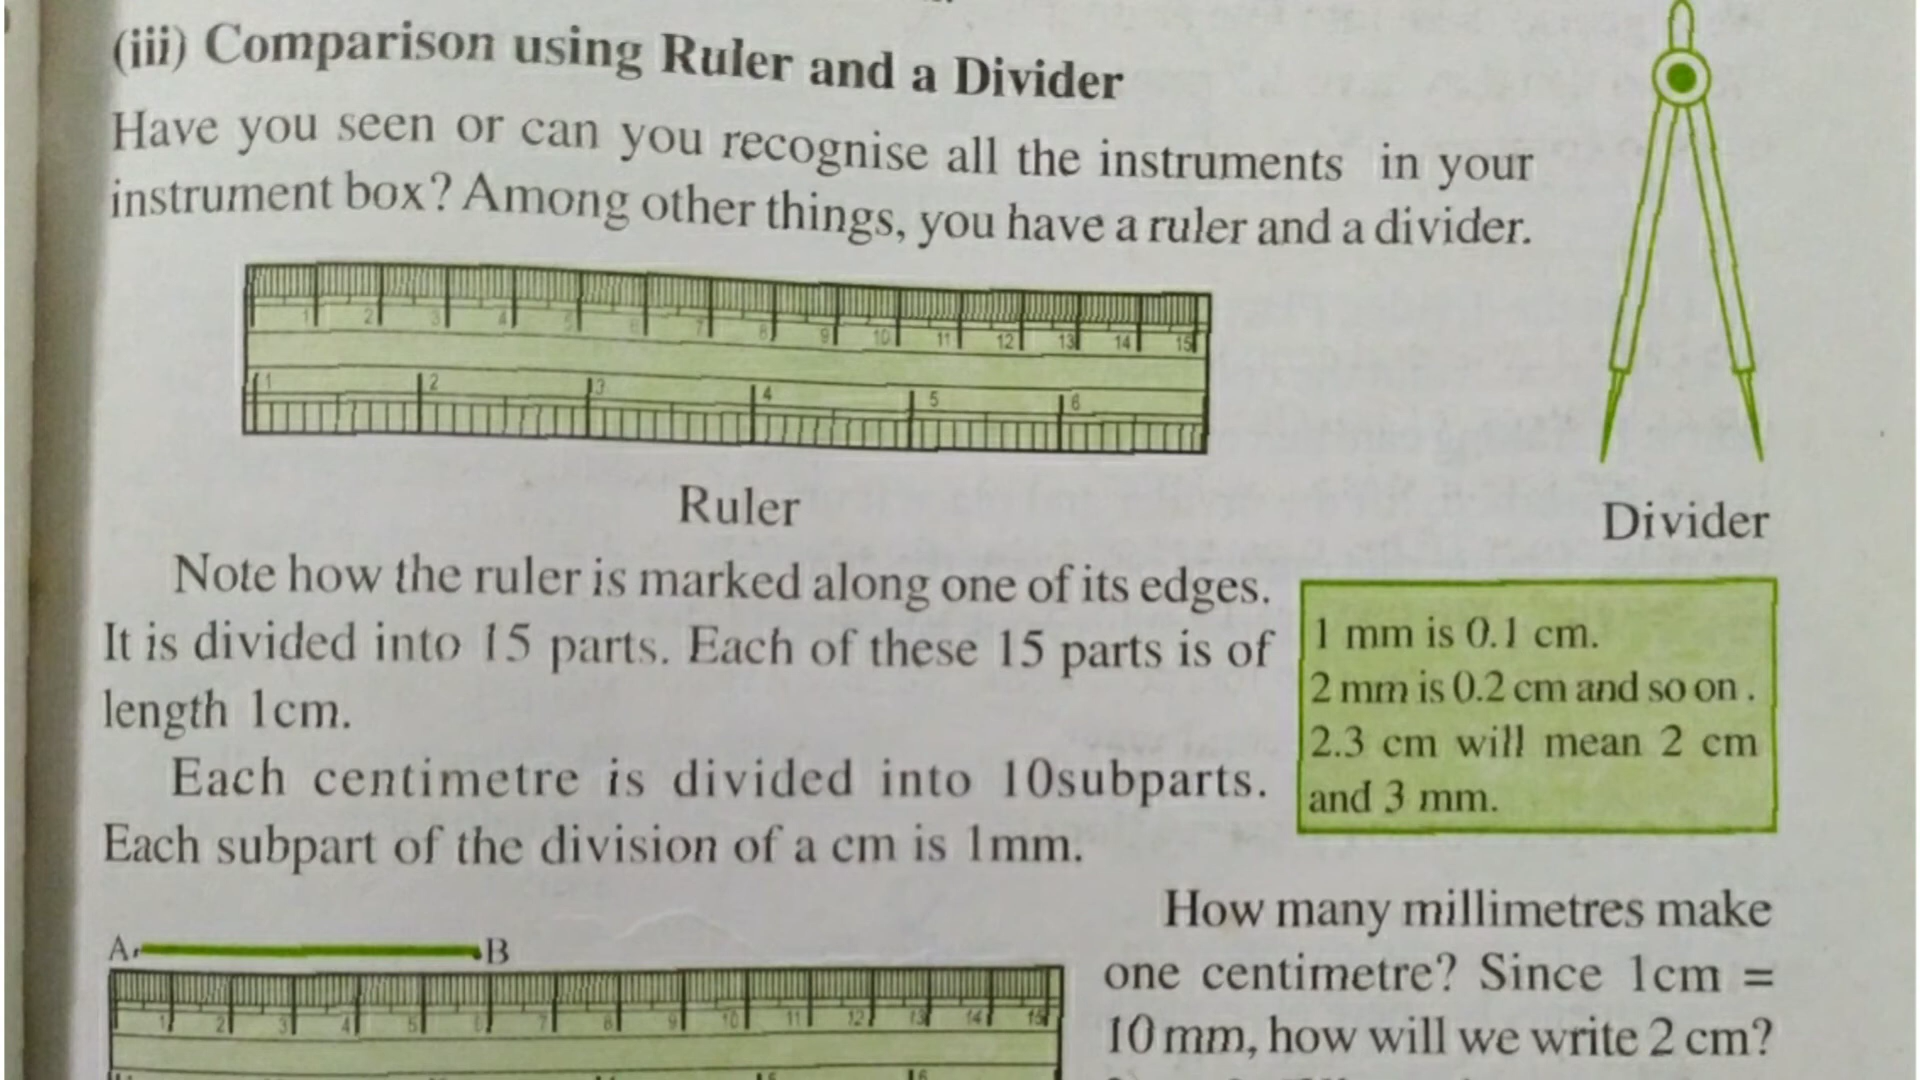 (iii) Comparison using Ruler and a Divider
Have you seen or can you recognise all the instruments in your
instrument box? Among other things, you have a ruler and a divider.
1 2 3 4 5 6 7 8 9 10 11 12 13 14 15
1 2 3 4 5 6
Ruler
Divider
Note how the ruler is marked along one of its edges.
It is divided into 15 parts. Each of these 15 parts is of
length 1cm.
Each centimetre is divided into 10subparts.
Each subpart of the division of a cm is 1mm.
1 mm is 0.1 cm.
2 mm is 0.2 cm and so on .
2.3 cm will mean 2 cm
and 3 mm.
A B
1 2 3 4 5 6 7 8 9 10 11 12 13 14 15
How many millimetres make
one centimetre? Since 1cm =
10 mm, how will we write 2 cm?